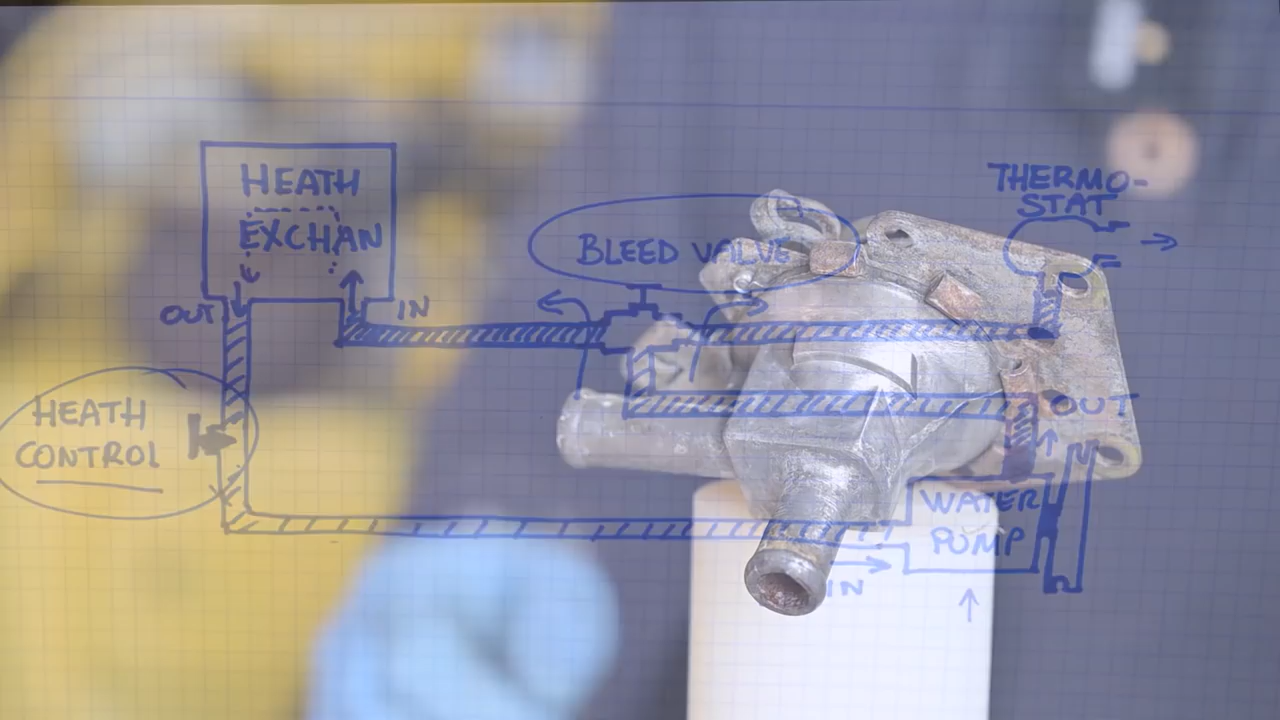 HEATH
EXCHAN
OUT
IN
BLEED VALVE
THERMO-
STAT
HEATH
CONTROL
OUT
WATER
PUMP
IN